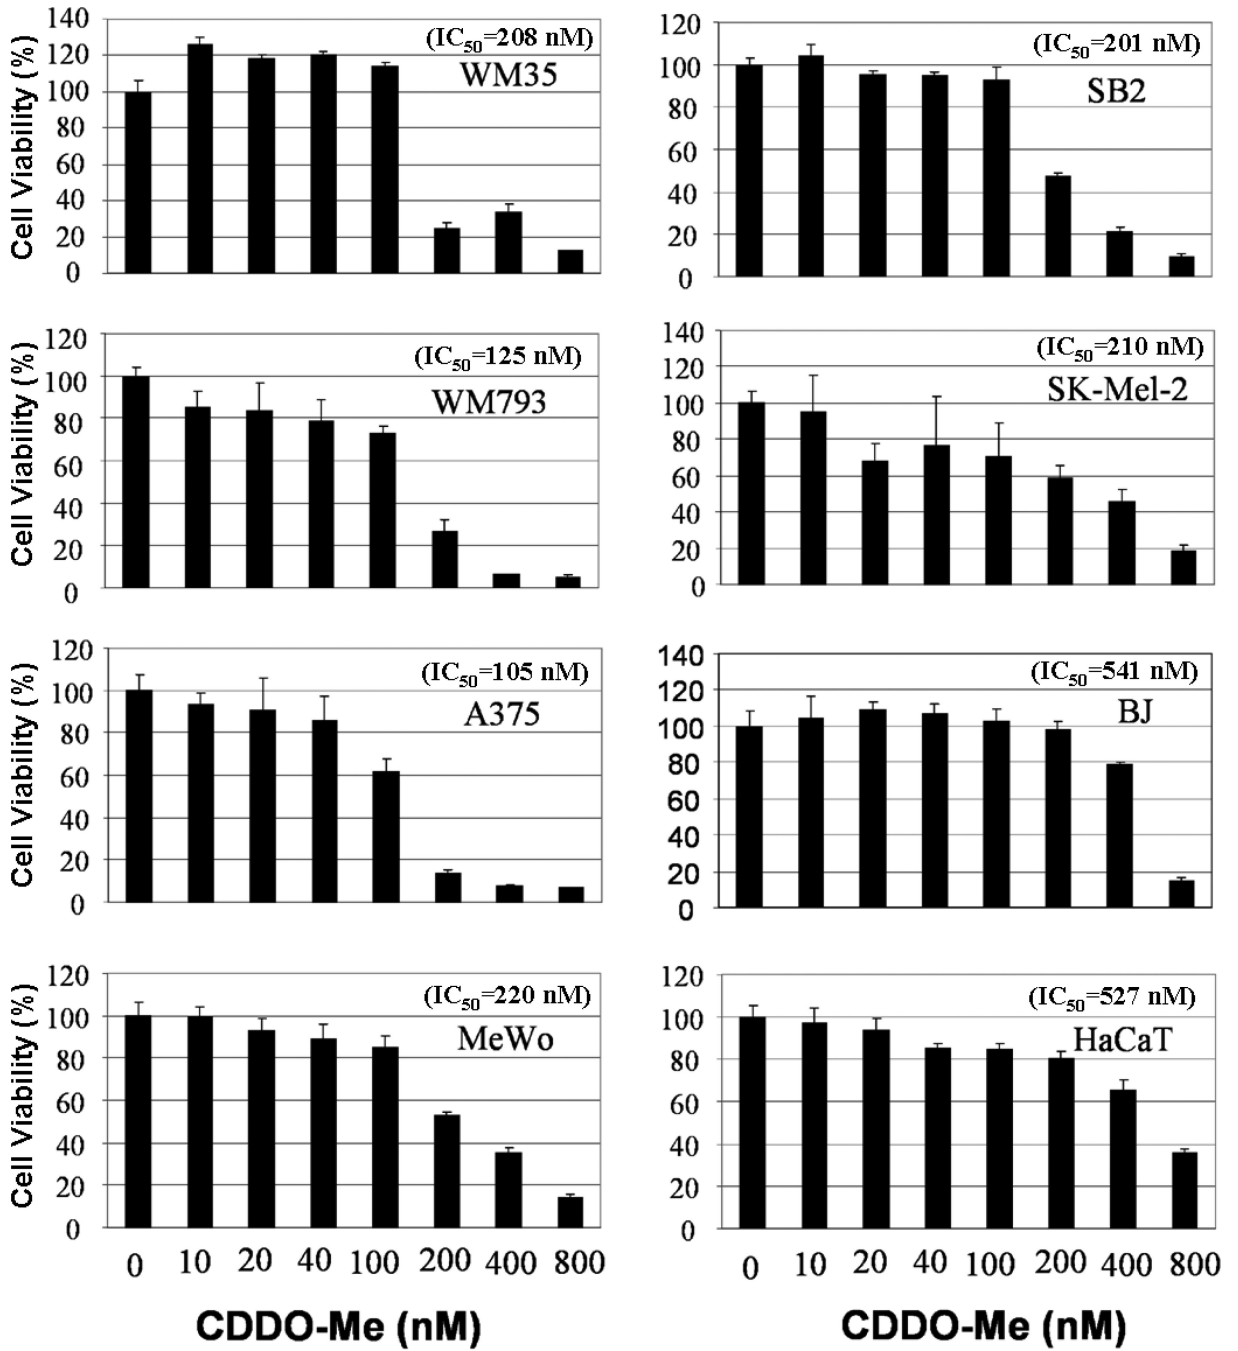 Cell Viability (%)
140
120
100
80
60
40
20
0
(IC50=208 nM)
WM35
120
100
80
60
40
20
0
(IC50=201 nM)
SB2
Cell Viability (%)
120
100
80
60
40
20
0
(IC50=125 nM)
WM793
140
120
100
80
60
40
20
0
(IC50=210 nM)
SK-Mel-2
Cell Viability (%)
120
100
80
60
40
20
0
(IC50=105 nM)
A375
140
120
100
80
60
40
20
0
(IC50=541 nM)
BJ
Cell Viability (%)
120
100
80
60
40
20
0
(IC50=220 nM)
MeWo
0 10 20 40 100 200 400 800
CDDO-Me (nM)
120
100
80
60
40
20
0
(IC50=527 nM)
HaCaT
0 10 20 40 100 200 400 800
CDDO-Me (nM)